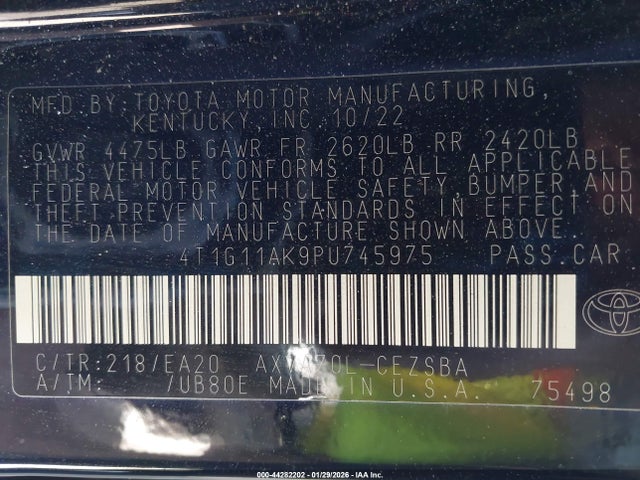 MFD.BY:TOYOTA MOTOR MANUFACTURING,
KENTUCKY, INC. 10/22
GVWR 4475LB GAWR FR 2620LB RR 2420LB
THIS VEHICLE CONFORMS TO ALL APPLICABLE
FEDERAL MOTOR VEHICLE SAFETY, BUMPER, AND
THEFT PREVENTION STANDARDS IN EFFECT ON
THE DATE OF MANUFACTURE SHOWN ABOVE.
4T1G11AK9PU745975 PASS.CAR
C/TR:218/EA20 L-CEZSBA
A/TM: /UB80E MADE IN U.S.A. 75498
000-44282202 - 01/29/2026 - IAA Inc.